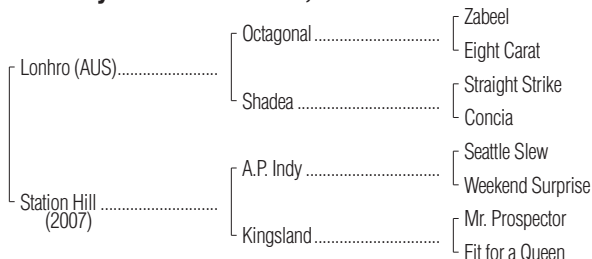 Zabeel
Octagonal
Eight Carat
Lonhro (AUS)
Straight Strike
Shadea
Concia
Seattle Slew
A.P. Indy
Weekend Surprise
Station Hill
(2007)
Mr. Prospector
Kingsland
Fit for a Queen